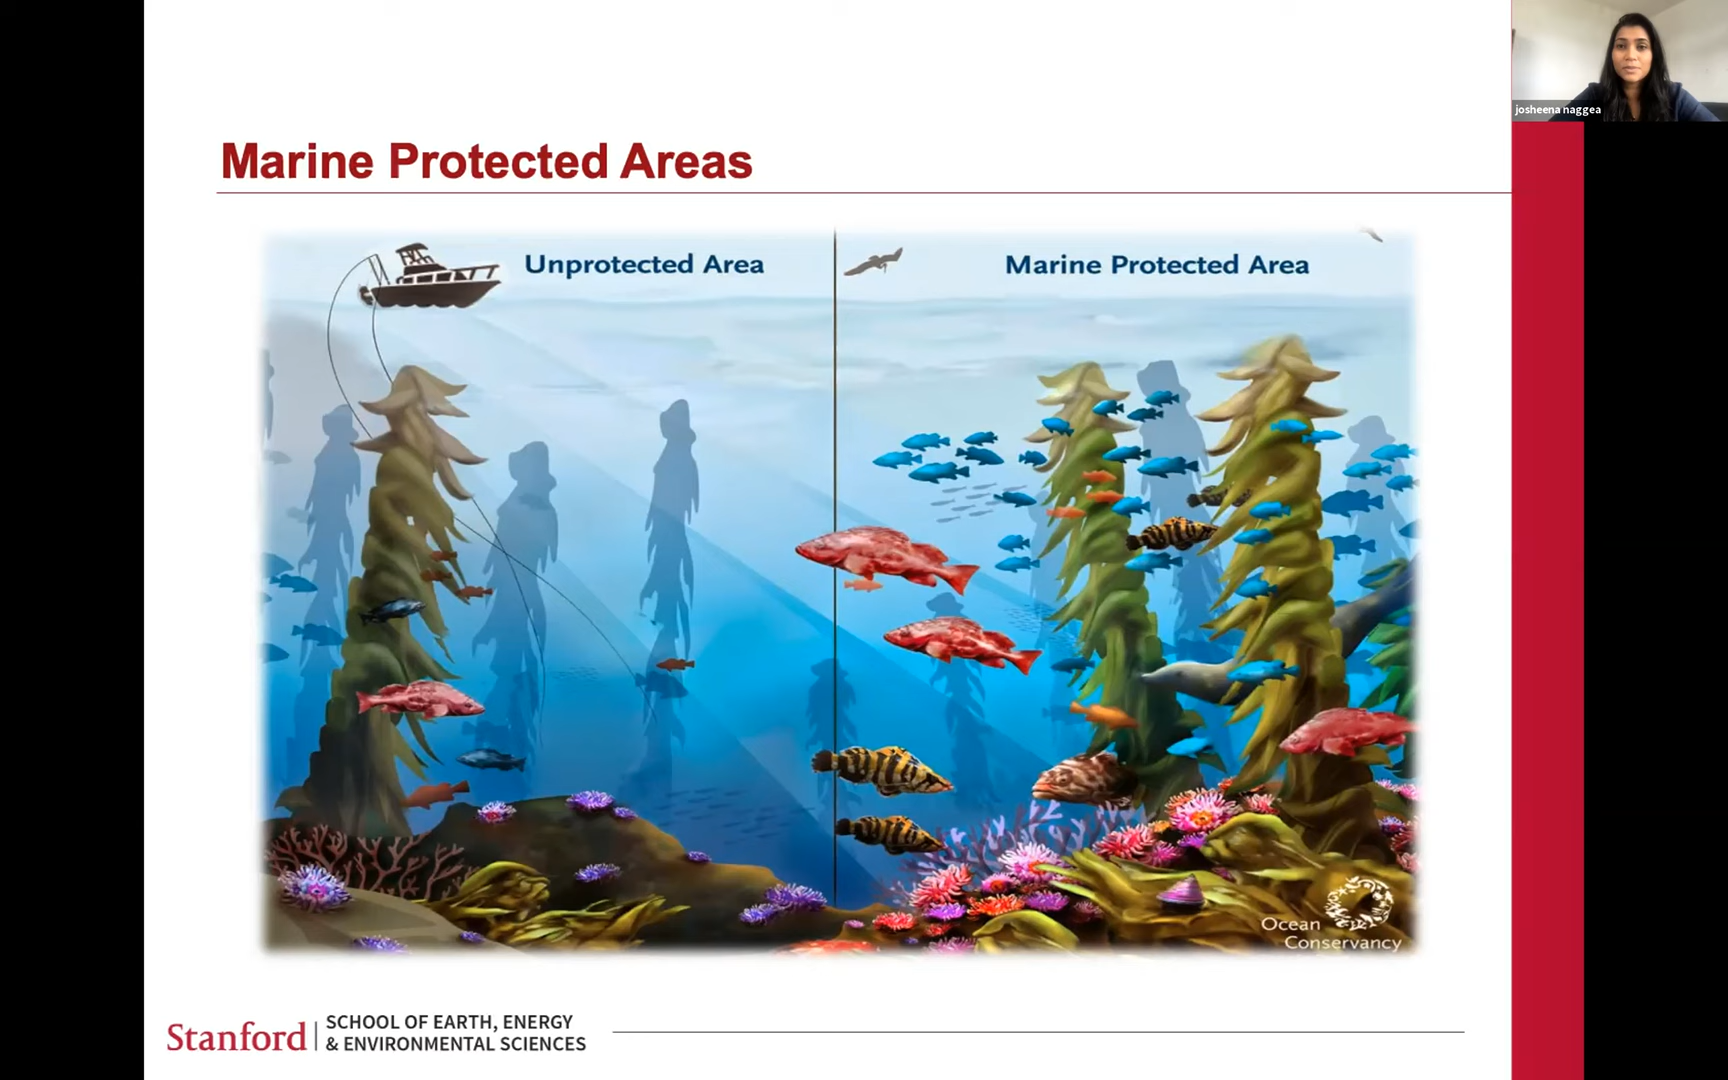 josheena naggea
Marine Protected Areas
Unprotected Area
Marine Protected Area
Ocean
Conservancy
Stanford
SCHOOL OF EARTH, ENERGY
& ENVIRONMENTAL SCIENCES